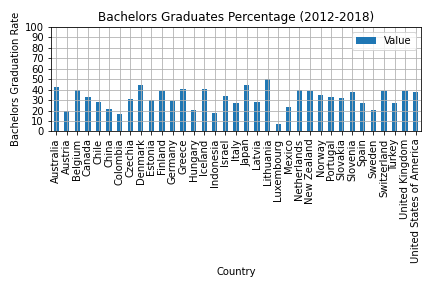 Bachelors Graduates Percentage (2012-2018)
Bachelors Graduation Rate
100
90
80
70
60
50
40
30
20
10
0
Value
Australia
Austria
Belgium
Canada
Chile
China
Colombia
Czechia
Denmark
Estonia
Finland
Germany
Greece
Hungary
Iceland
Indonesia
Israel
Italy
Japan
Latvia
Lithuania
Luxembourg
Mexico
Netherlands
New Zealand
Norway
Portugal
Slovakia
Slovenia
Spain
Sweden
Switzerland
Turkey
United Kingdom
United States of America
Country